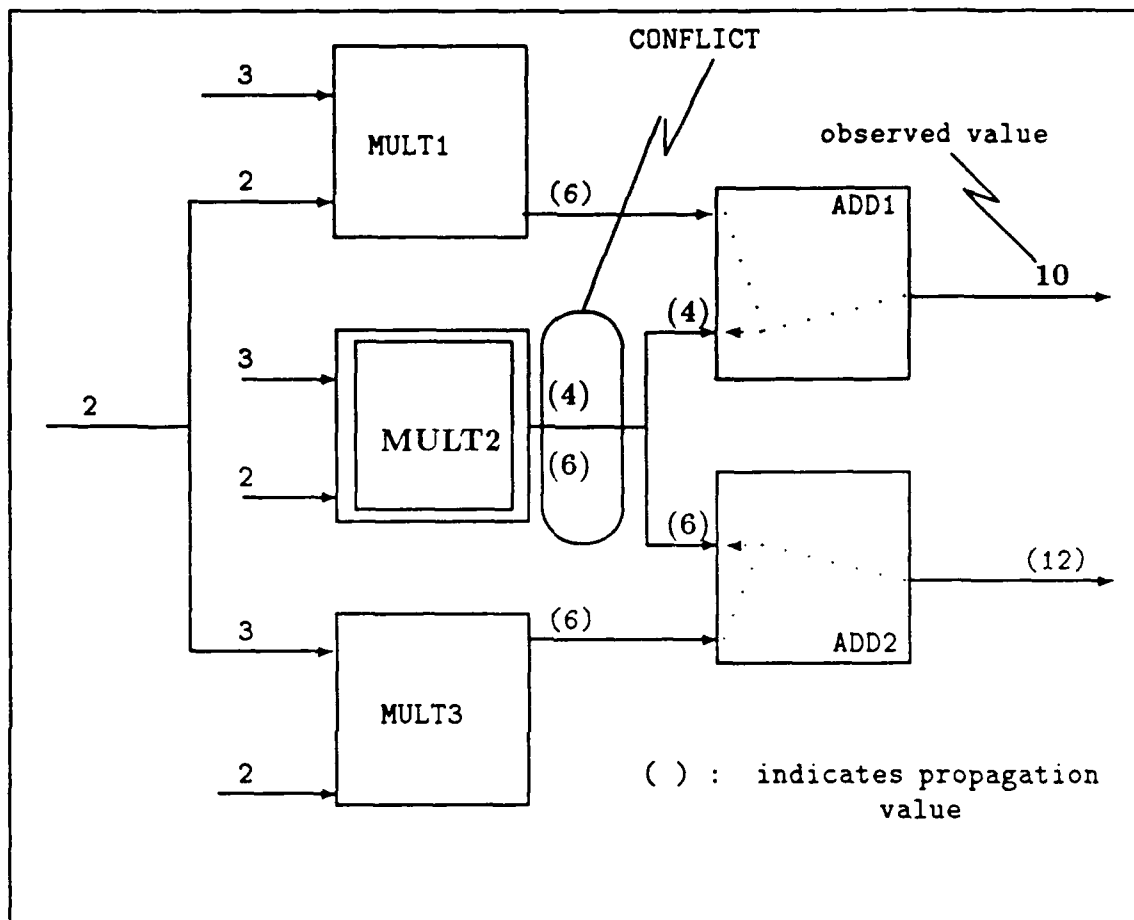 CONFLICT
3
MULT1
observed value
2
(6)
ADD1
10
(4)
3
(4)
2
MULT2
(6)
2
(6)
(12)
3
(6)
ADD2
MULT3
2
( ) : indicates propagation
value